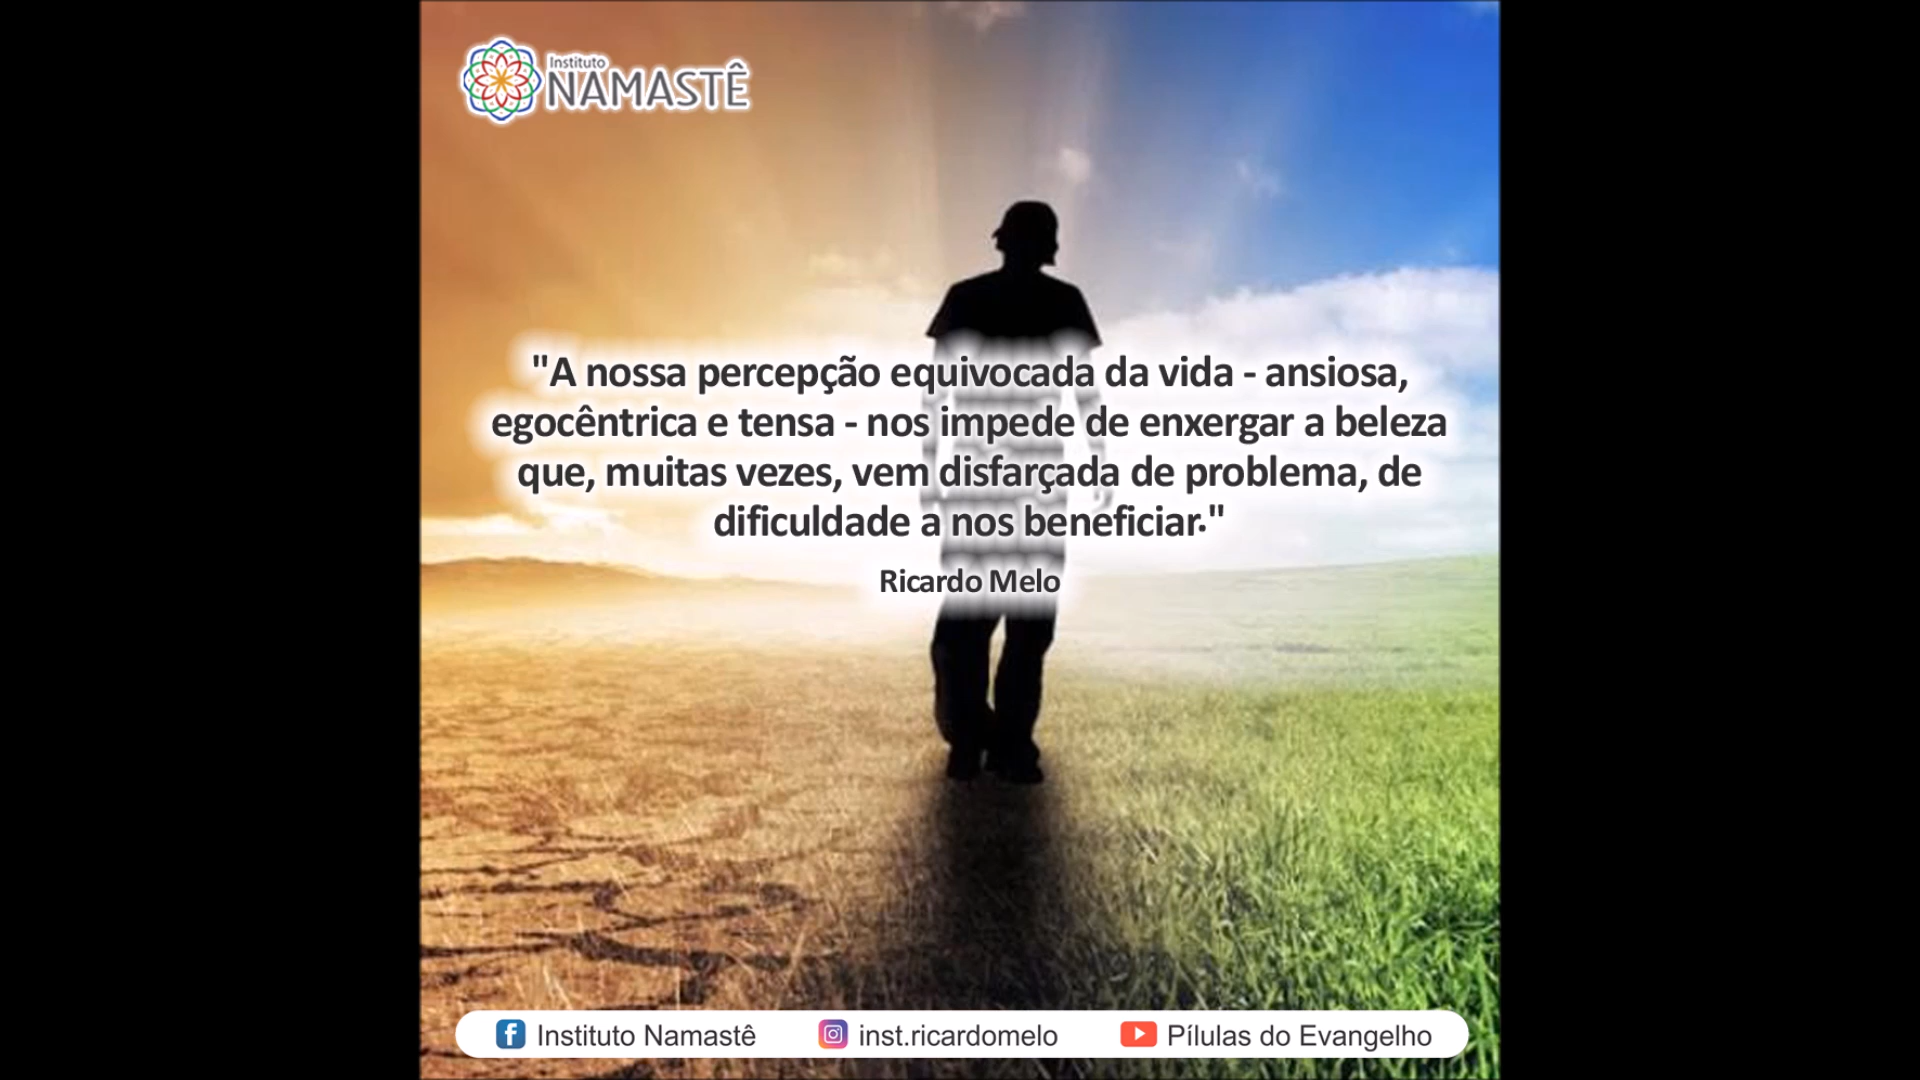 Instituto
NAMASTÊ
"A nossa percepção equivocada da vida - ansiosa,
egocêntrica e tensa - nos impede de enxergar a beleza
que, muitas vezes, vem disfarçada de problema, de
dificuldade a nos beneficiar."
Ricardo Melo
Instituto Namastê inst.ricardomelo Pílulas do Evangelho